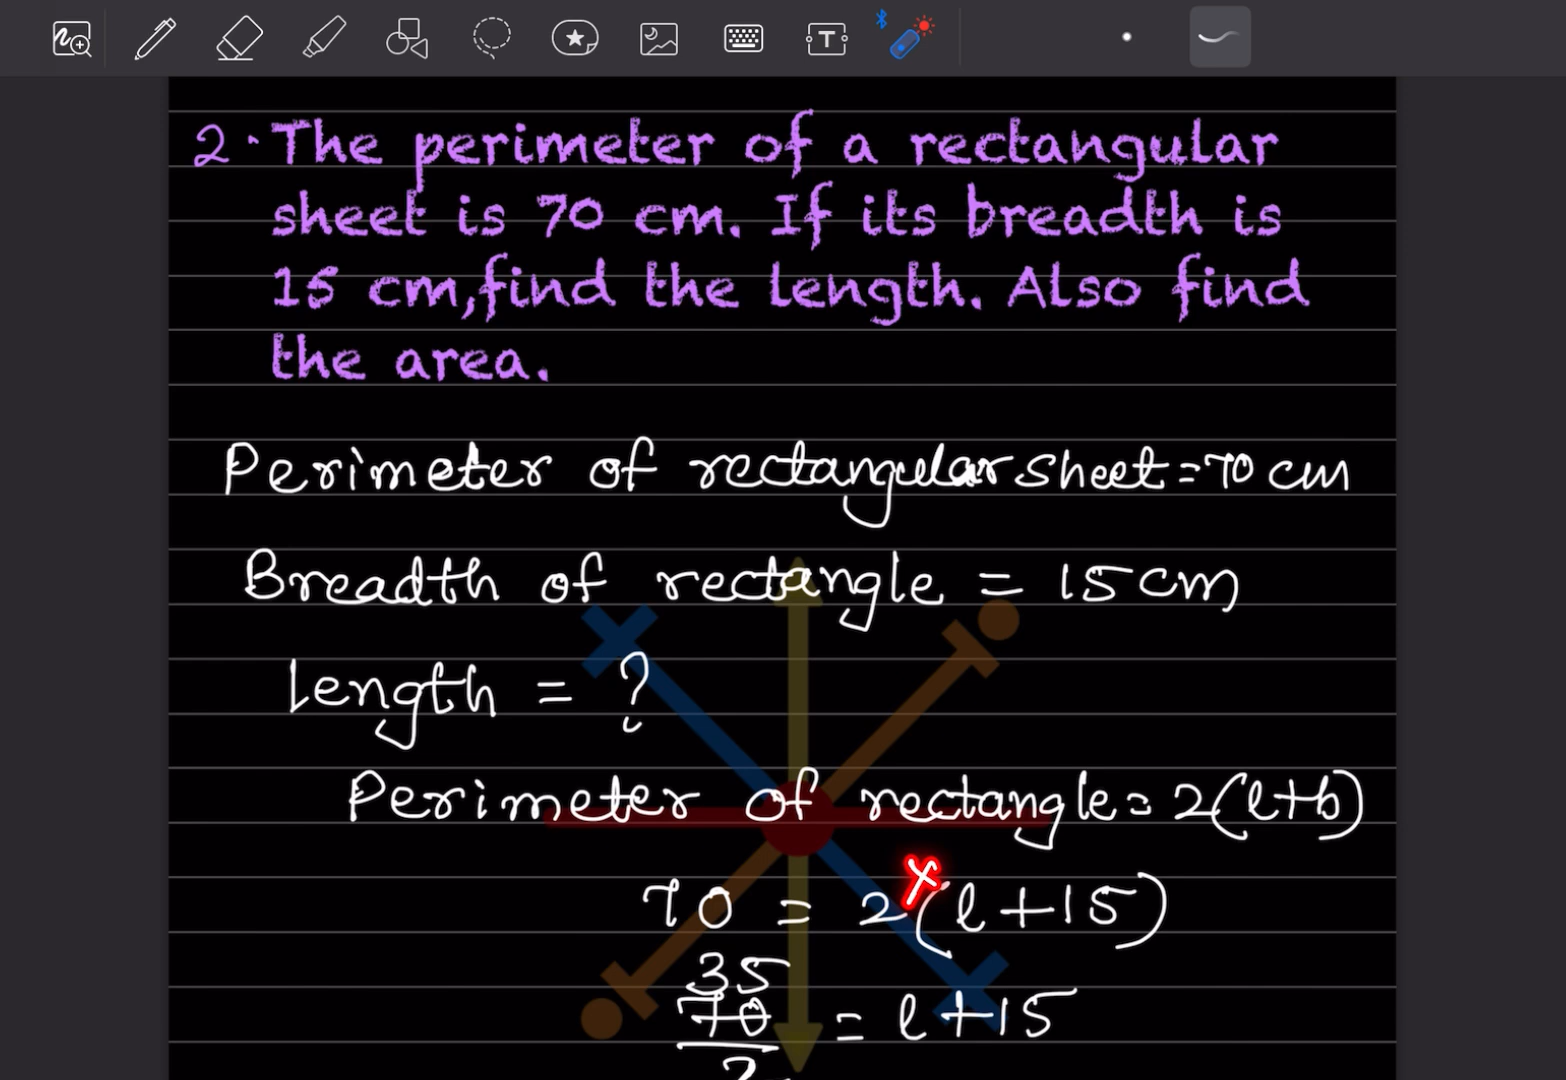 2. The perimeter of a rectangular
sheet is 70 cm. If its breadth is
15 cm, find the length. Also find
the area.
Perimeter of rectangular sheet = 70 cm
Breadth of rectangle = 15 cm
length = ?
Perimeter of rectangle = 2(l+b)
x
70 = 2(l+15)
35
70 = l+15
2